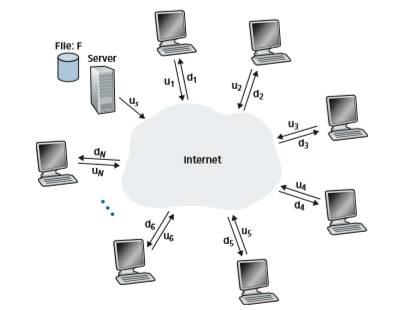 File: F
Server
u_s
u_1
d_1
u_2
d_2
u_3
d_3
Internet
d_N
u_N
u_4
d_4
d_6
u_6
u_5
d_5